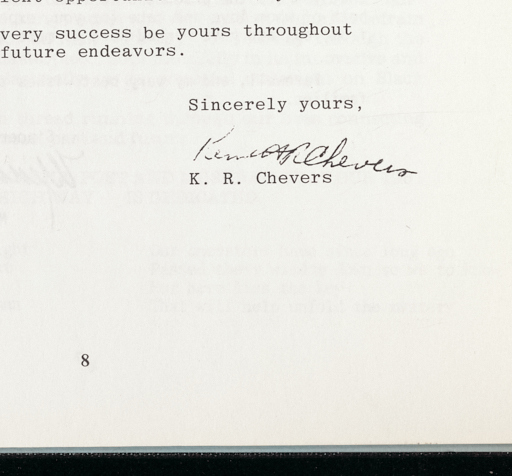 very success be yours throughout
future endeavors.
Sincerely yours,
Kenneth R Chevers
K. R. Chevers
8